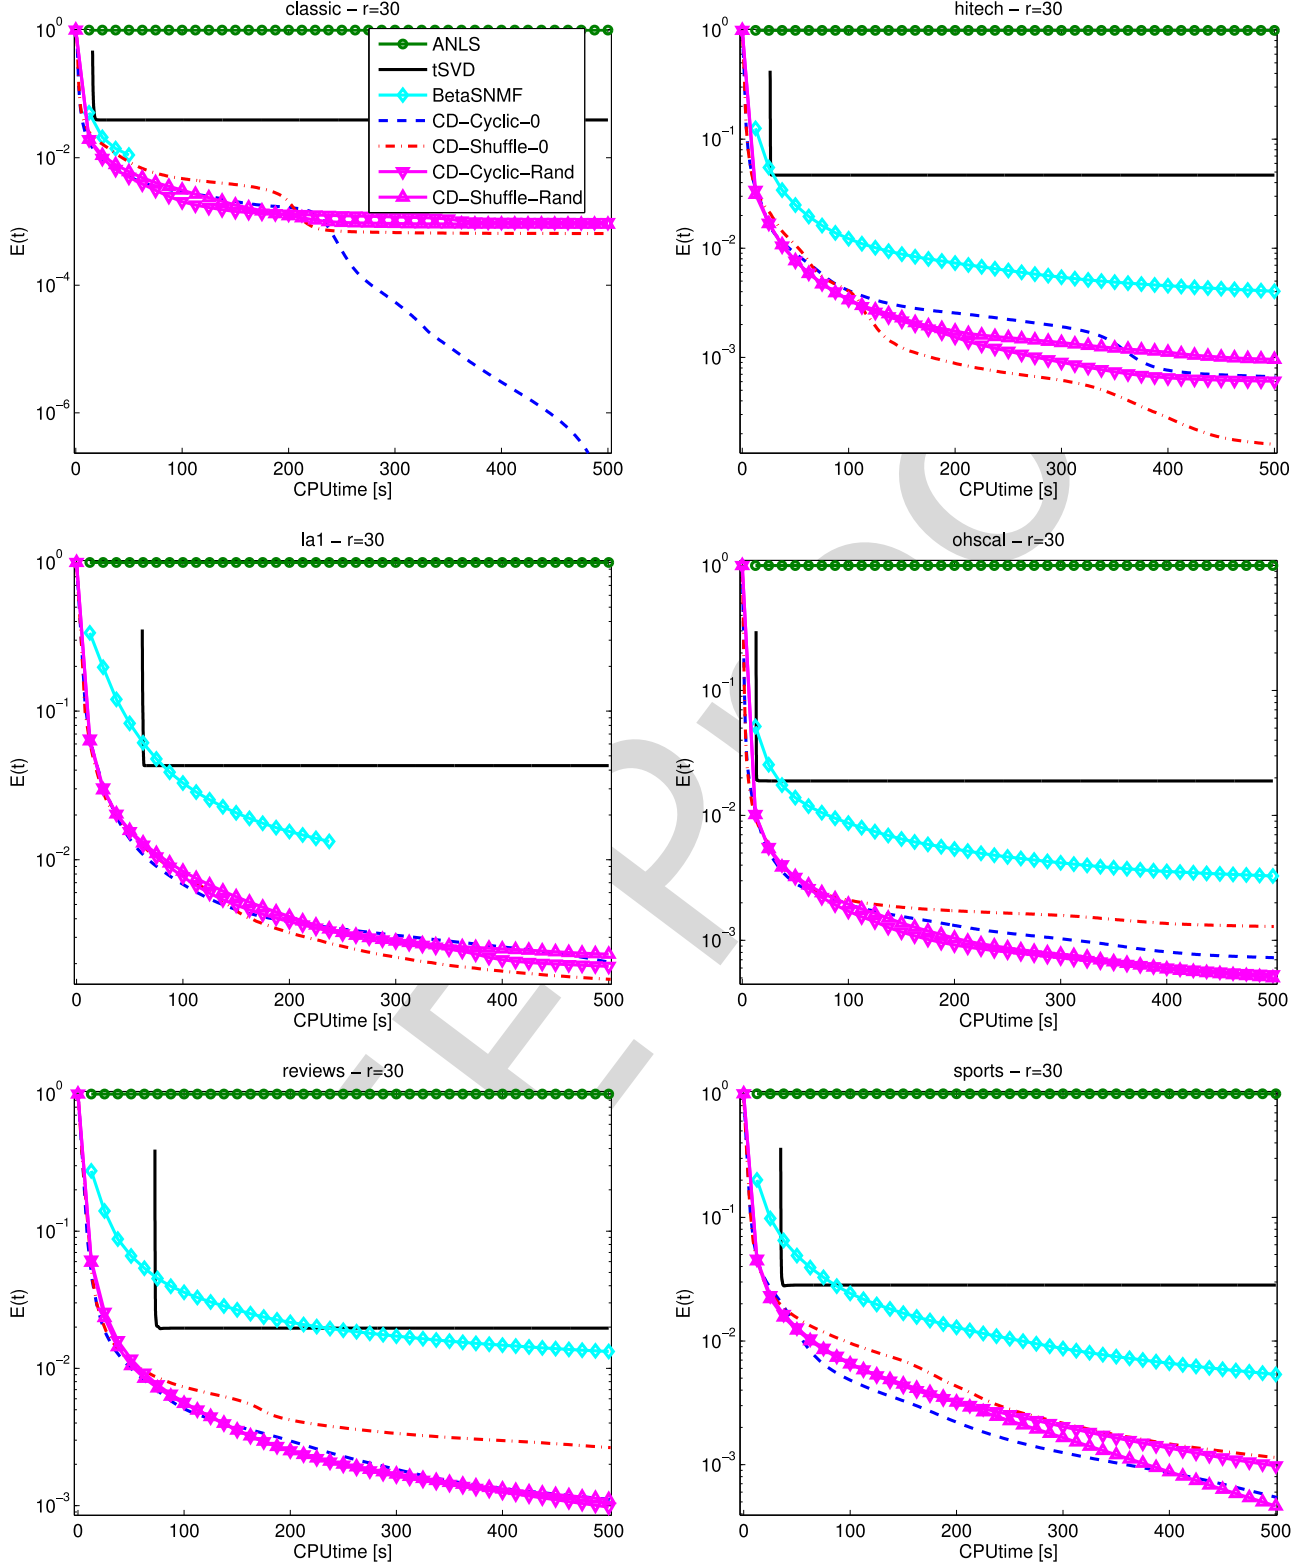 classic – r=30
10^0
10^−2
10^−4
10^−6
E(t)
0 100 200 300 400 500
CPUtime [s]
ANLS
tSVD
BetaSNMF
CD–Cyclic–0
CD–Shuffle–0
CD–Cyclic–Rand
CD–Shuffle–Rand
hitech – r=30
10^0
10^−1
10^−2
10^−3
E(t)
0 100 200 300 400 500
CPUtime [s]
la1 – r=30
10^0
10^−1
10^−2
E(t)
0 100 200 300 400 500
CPUtime [s]
ohscal – r=30
10^0
10^−1
10^−2
10^−3
E(t)
0 100 200 300 400 500
CPUtime [s]
reviews – r=30
10^0
10^−1
10^−2
10^−3
E(t)
0 100 200 300 400 500
CPUtime [s]
sports – r=30
10^0
10^−1
10^−2
10^−3
E(t)
0 100 200 300 400 500
CPUtime [s]